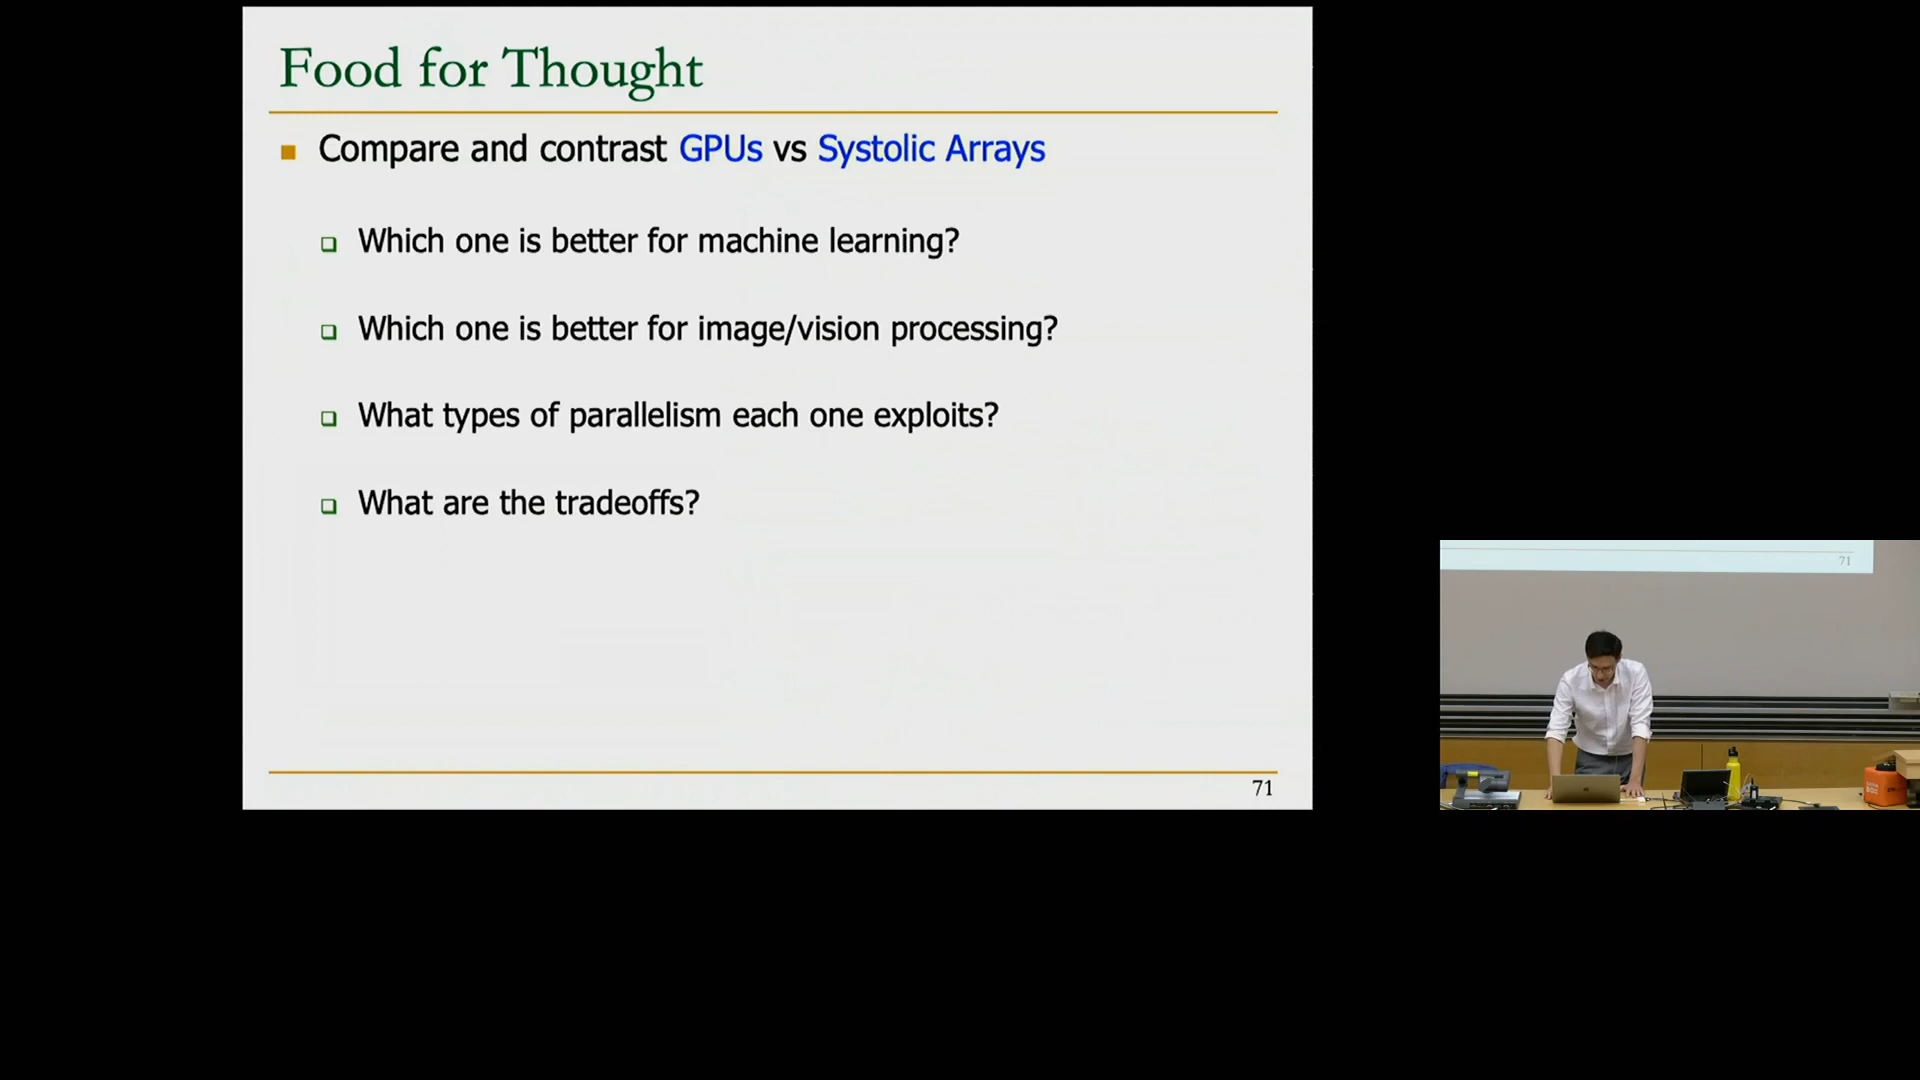 Food for Thought
Compare and contrast GPUs vs Systolic Arrays
Which one is better for machine learning?
Which one is better for image/vision processing?
What types of parallelism each one exploits?
What are the tradeoffs?
71
71